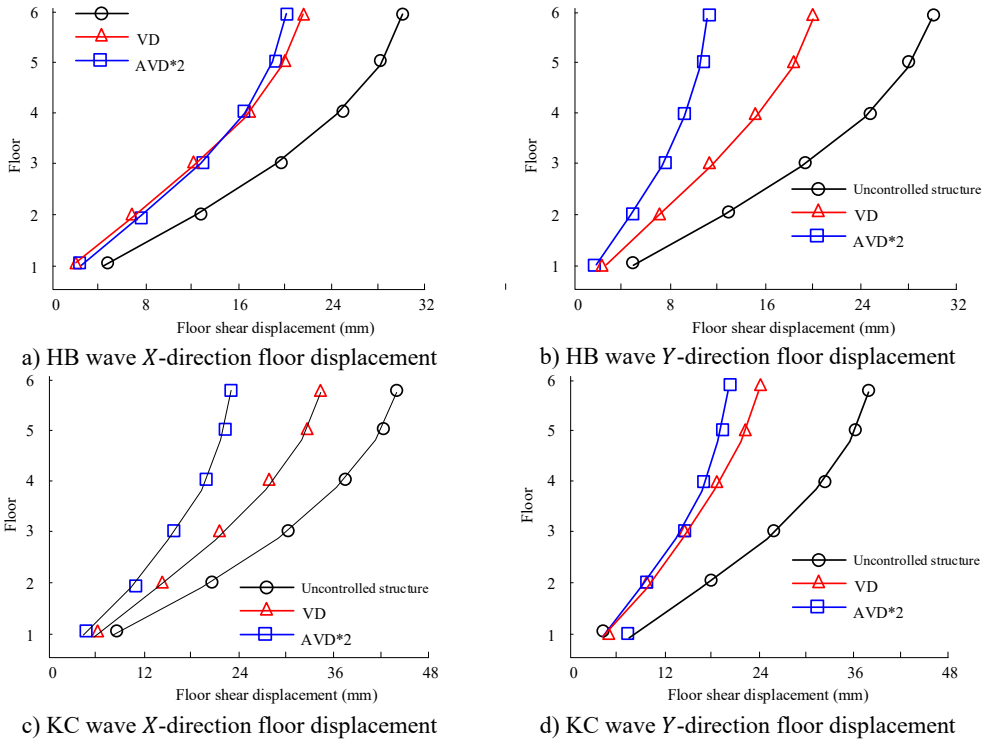 6
5
4
3
2
1
Floor
VD
AVD*2
0 8 16 24 32
Floor shear displacement (mm)
a) HB wave X-direction floor displacement
6
5
4
3
2
1
Floor
Uncontrolled structure
VD
AVD*2
0 8 16 24 32
Floor shear displacement (mm)
b) HB wave Y-direction floor displacement
6
5
4
3
2
1
Floor
Uncontrolled structure
VD
AVD*2
0 12 24 36 48
Floor shear displacement (mm)
c) KC wave X-direction floor displacement
6
5
4
3
2
1
Floor
Uncontrolled structure
VD
AVD*2
0 12 24 36 48
Floor shear displacement (mm)
d) KC wave Y-direction floor displacement